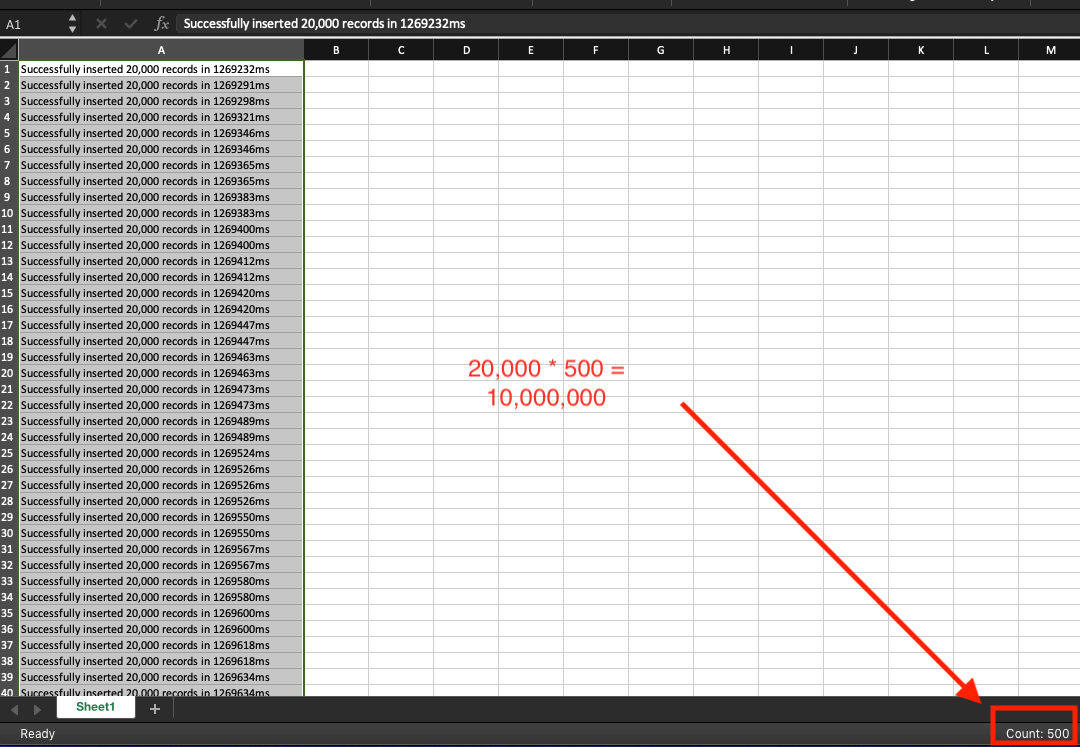 A1 fx Successfully inserted 20,000 records in 1269232ms
A B C D E F G H I J K L M
1 Successfully inserted 20,000 records in 1269232ms
2 Successfully inserted 20,000 records in 1269291ms
3 Successfully inserted 20,000 records in 1269298ms
4 Successfully inserted 20,000 records in 1269321ms
5 Successfully inserted 20,000 records in 1269346ms
6 Successfully inserted 20,000 records in 1269346ms
7 Successfully inserted 20,000 records in 1269365ms
8 Successfully inserted 20,000 records in 1269365ms
9 Successfully inserted 20,000 records in 1269383ms
10 Successfully inserted 20,000 records in 1269383ms
11 Successfully inserted 20,000 records in 1269400ms
12 Successfully inserted 20,000 records in 1269400ms
13 Successfully inserted 20,000 records in 1269412ms
14 Successfully inserted 20,000 records in 1269412ms
15 Successfully inserted 20,000 records in 1269420ms
16 Successfully inserted 20,000 records in 1269420ms
17 Successfully inserted 20,000 records in 1269447ms
18 Successfully inserted 20,000 records in 1269447ms
19 Successfully inserted 20,000 records in 1269463ms
20 Successfully inserted 20,000 records in 1269463ms
21 Successfully inserted 20,000 records in 1269473ms
22 Successfully inserted 20,000 records in 1269473ms
23 Successfully inserted 20,000 records in 1269489ms
24 Successfully inserted 20,000 records in 1269489ms
25 Successfully inserted 20,000 records in 1269524ms
26 Successfully inserted 20,000 records in 1269526ms
27 Successfully inserted 20,000 records in 1269526ms
28 Successfully inserted 20,000 records in 1269526ms
29 Successfully inserted 20,000 records in 1269550ms
30 Successfully inserted 20,000 records in 1269550ms
31 Successfully inserted 20,000 records in 1269567ms
32 Successfully inserted 20,000 records in 1269567ms
33 Successfully inserted 20,000 records in 1269580ms
34 Successfully inserted 20,000 records in 1269580ms
35 Successfully inserted 20,000 records in 1269600ms
36 Successfully inserted 20,000 records in 1269600ms
37 Successfully inserted 20,000 records in 1269618ms
38 Successfully inserted 20,000 records in 1269618ms
39 Successfully inserted 20,000 records in 1269634ms
40 Successfully inserted 20,000 records in 1269634ms
20,000 * 500 =
10,000,000
Sheet1 +
Ready Count: 500